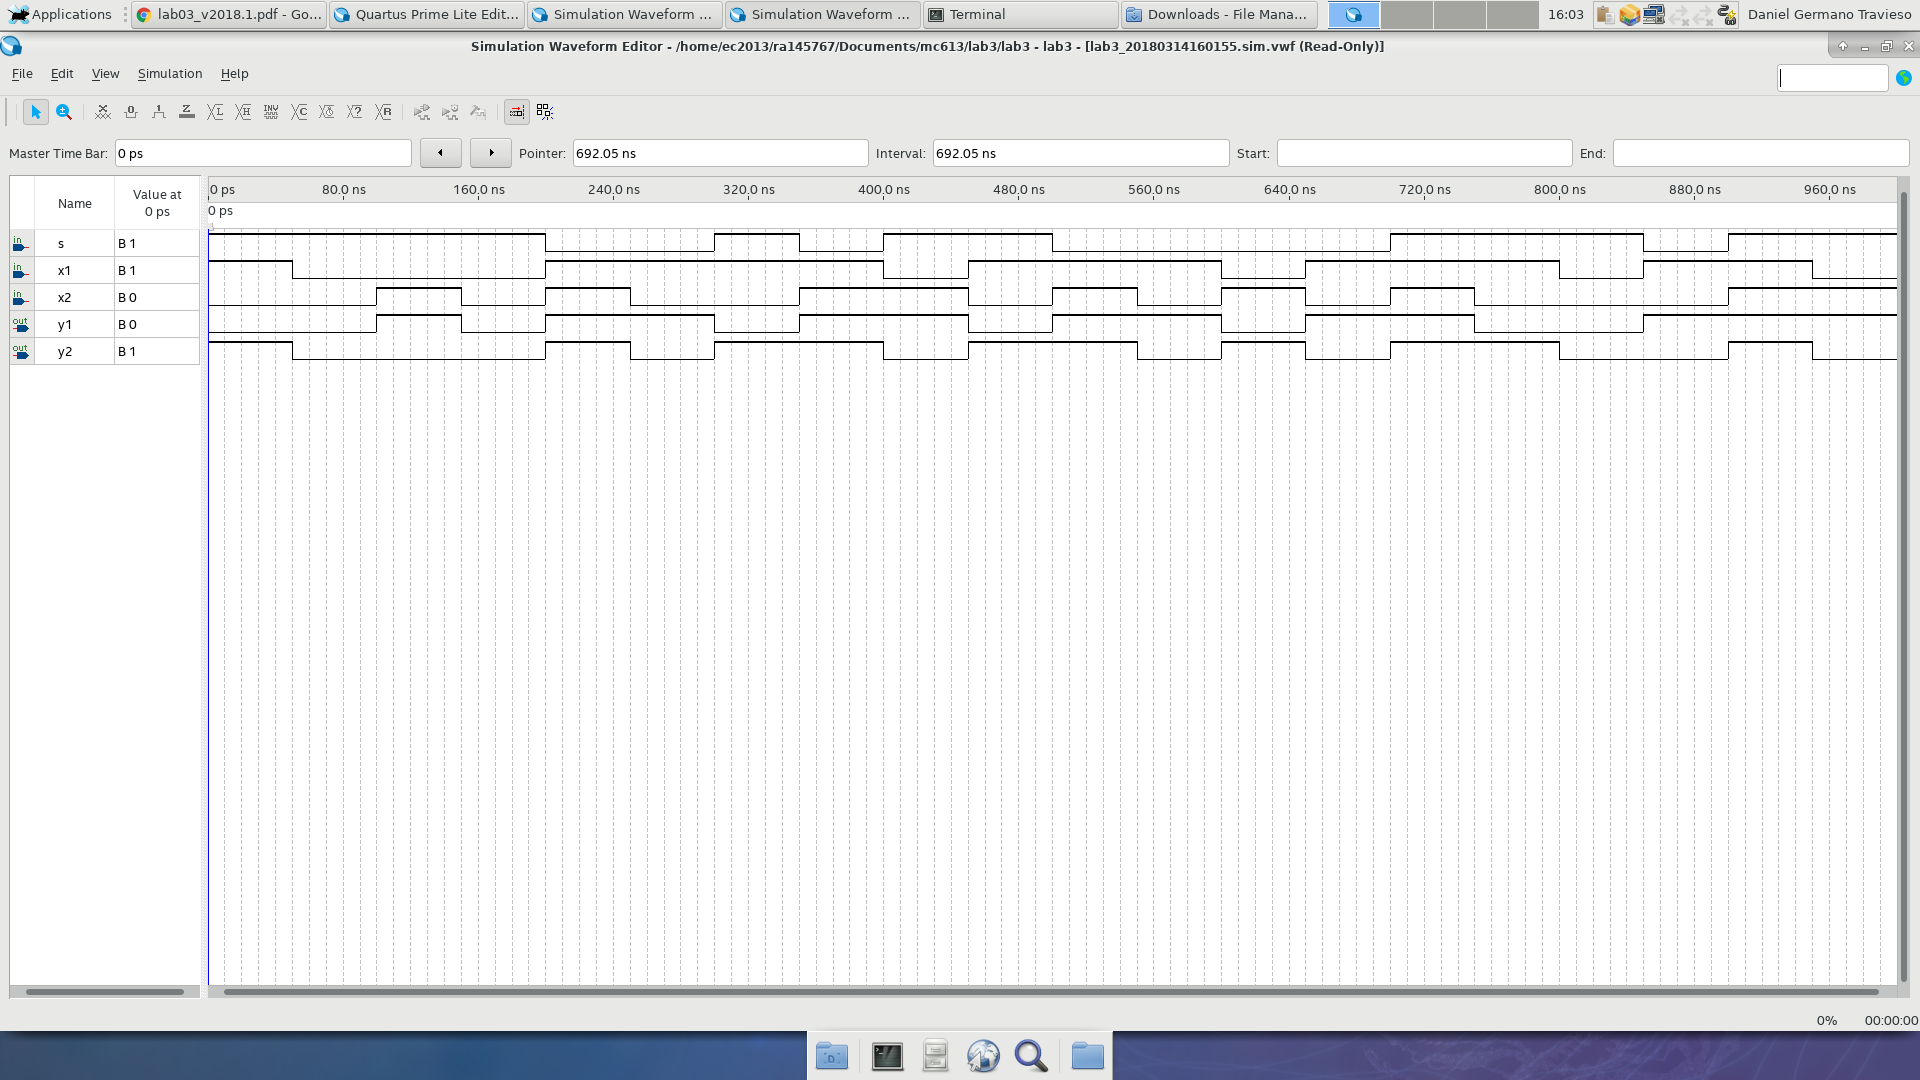 Applications lab03_v2018.1.pdf - Go... Quartus Prime Lite Edit... Simulation Waveform ... Simulation Waveform ... Terminal Downloads - File Mana... 16:03 Daniel Germano Travieso
Simulation Waveform Editor - /home/ec2013/ra145767/Documents/mc613/lab3/lab3 - lab3 - [lab3_20180314160155.sim.vwf (Read-Only)]
File Edit View Simulation Help
Master Time Bar: 0 ps Pointer: 692.05 ns Interval: 692.05 ns Start: End:
Name Value at 0 ps
0 ps 80.0 ns 160.0 ns 240.0 ns 320.0 ns 400.0 ns 480.0 ns 560.0 ns 640.0 ns 720.0 ns 800.0 ns 880.0 ns 960.0 ns
0 ps
in s B 1
in x1 B 1
in x2 B 0
out y1 B 0
out y2 B 1
0% 00:00:00